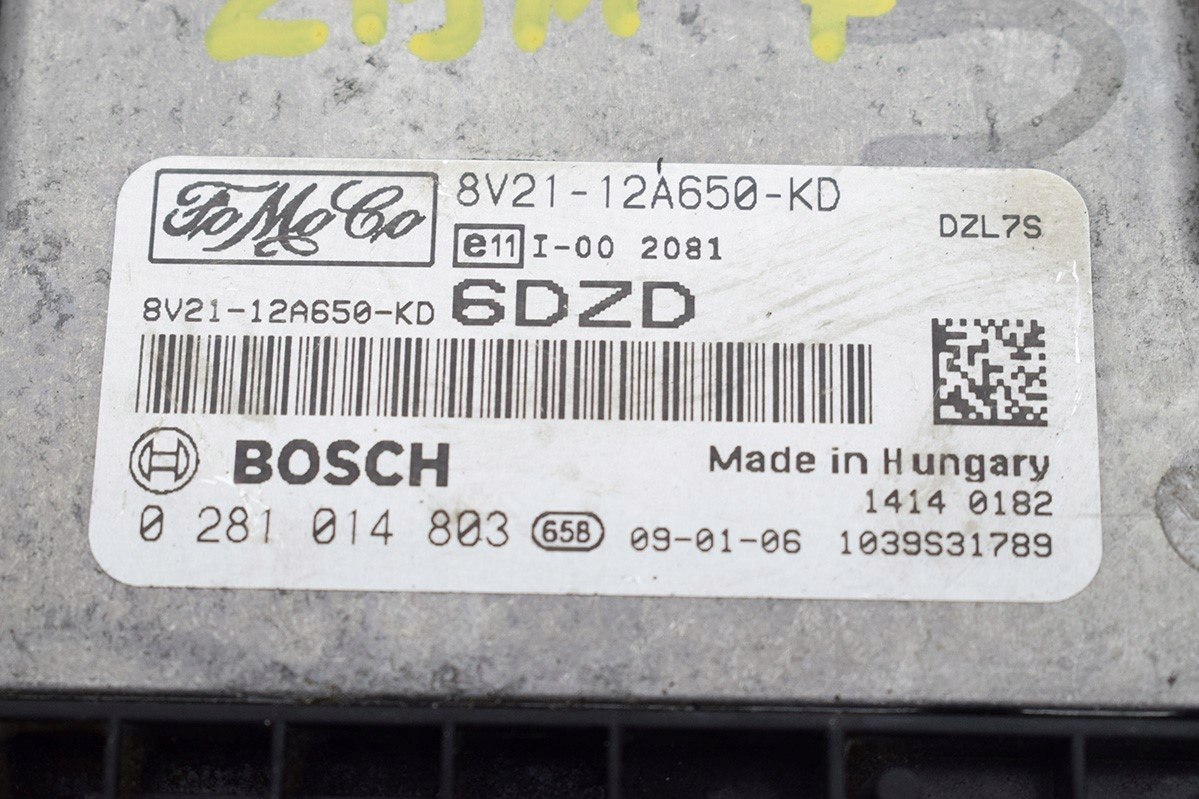 FoMoCo
8V21-12A650-KD
DZL7S
e11 I-00 2081
8V21-12A650-KD 6DZD
BOSCH
Made in Hungary
1414 0182
0 281 014 803 65B 09-01-06 1039S31789